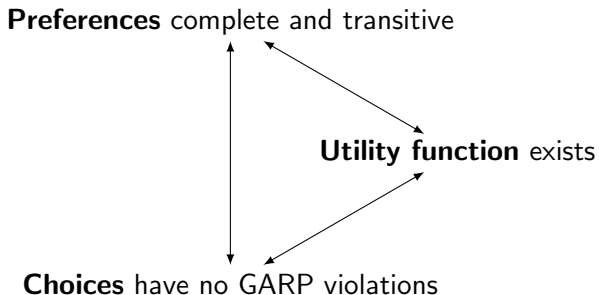 Preferences complete and transitive
Utility function exists
Choices have no GARP violations